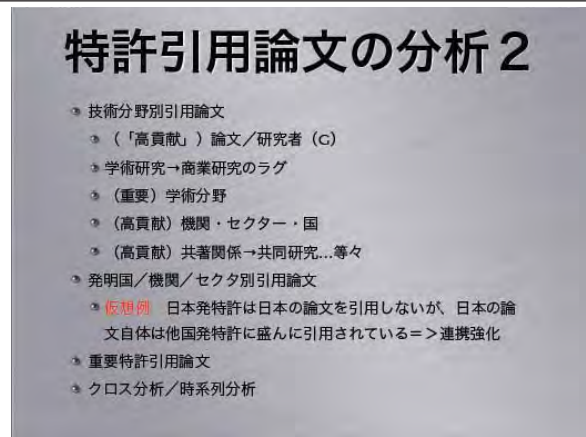 特許引用論文の分析2
技術分野別引用論文
(「高貢献」)論文/研究者(G)
学術研究→商業研究のラグ
(重要)学術分野
(高貢献)機関・セクター・国
(高貢献)共著関係→共同研究...等々
発明国/機関/セクタ別引用論文
仮想例 日本発特許は日本の論文を引用しないが、日本の論
文自体は他国発特許に盛んに引用されている=>連携強化
重要特許引用論文
クロス分析/時系列分析